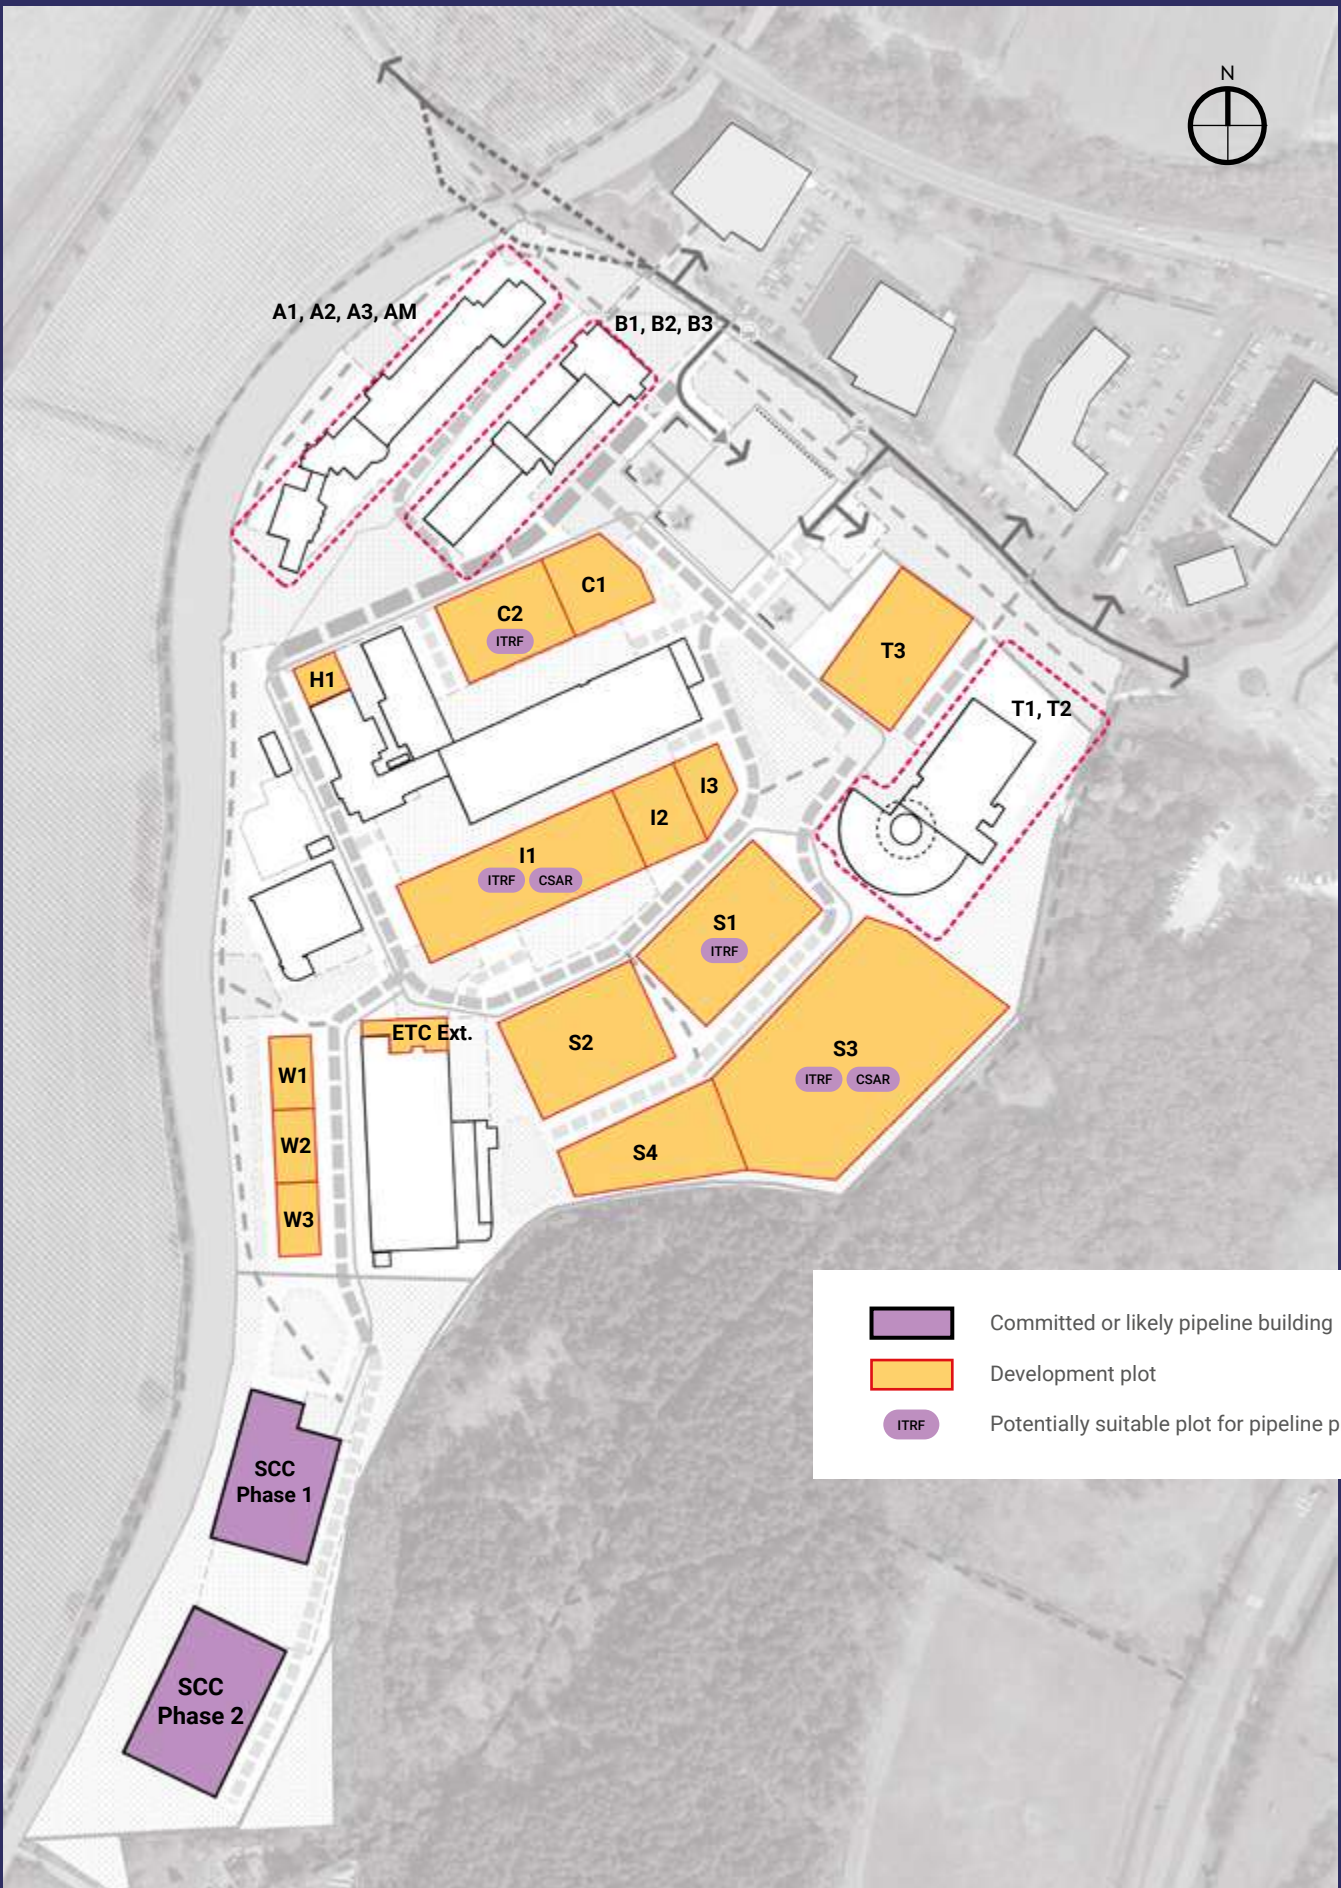 N
A1, A2, A3, AM
B1, B2, B3
C1
C2
ITRF
T3
H1
T1, T2
I3
I2
I1
ITRF CSAR
S1
ITRF
ETC Ext.
S2
S3
ITRF CSAR
W1
W2
S4
W3
Committed or likely pipeline building
Development plot
ITRF Potentially suitable plot for pipeline p
SCC
Phase 1
SCC
Phase 2